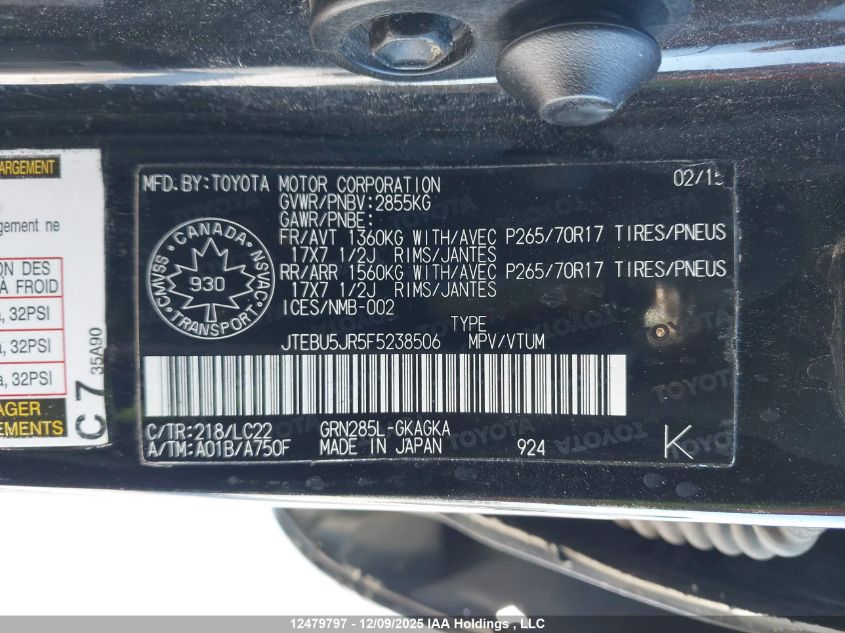 ARGEMENT
gement ne
ION DES
À FROID
, 32PSI
a, 32PSI
a, 32PSI
AGER
EMENTS
C7
35A90
MFD.BY:TOYOTA MOTOR CORPORATION 02/15
GVWR/PNBV:2855KG
GAWR/PNBE:
FR/AVT 1360KG WITH/AVEC P265/70R17 TIRES/PNEUS
17X7 1/2J RIMS/JANTES
RR/ARR 1560KG WITH/AVEC P265/70R17 TIRES/PNEUS
17X7 1/2J RIMS/JANTES
ICES/NMB-002
CANADA
CMVSS
930
NSVAC
TRANSPORT
TYPE
JTEBU5JR5F5238506 MPV/VTUM
C/TR:218/LC22 GRN285L-GKAGKA
A/TM:A01B/A750F MADE IN JAPAN 924 K
TOYOTA
12479797 - 12/09/2025 IAA Holdings , LLC